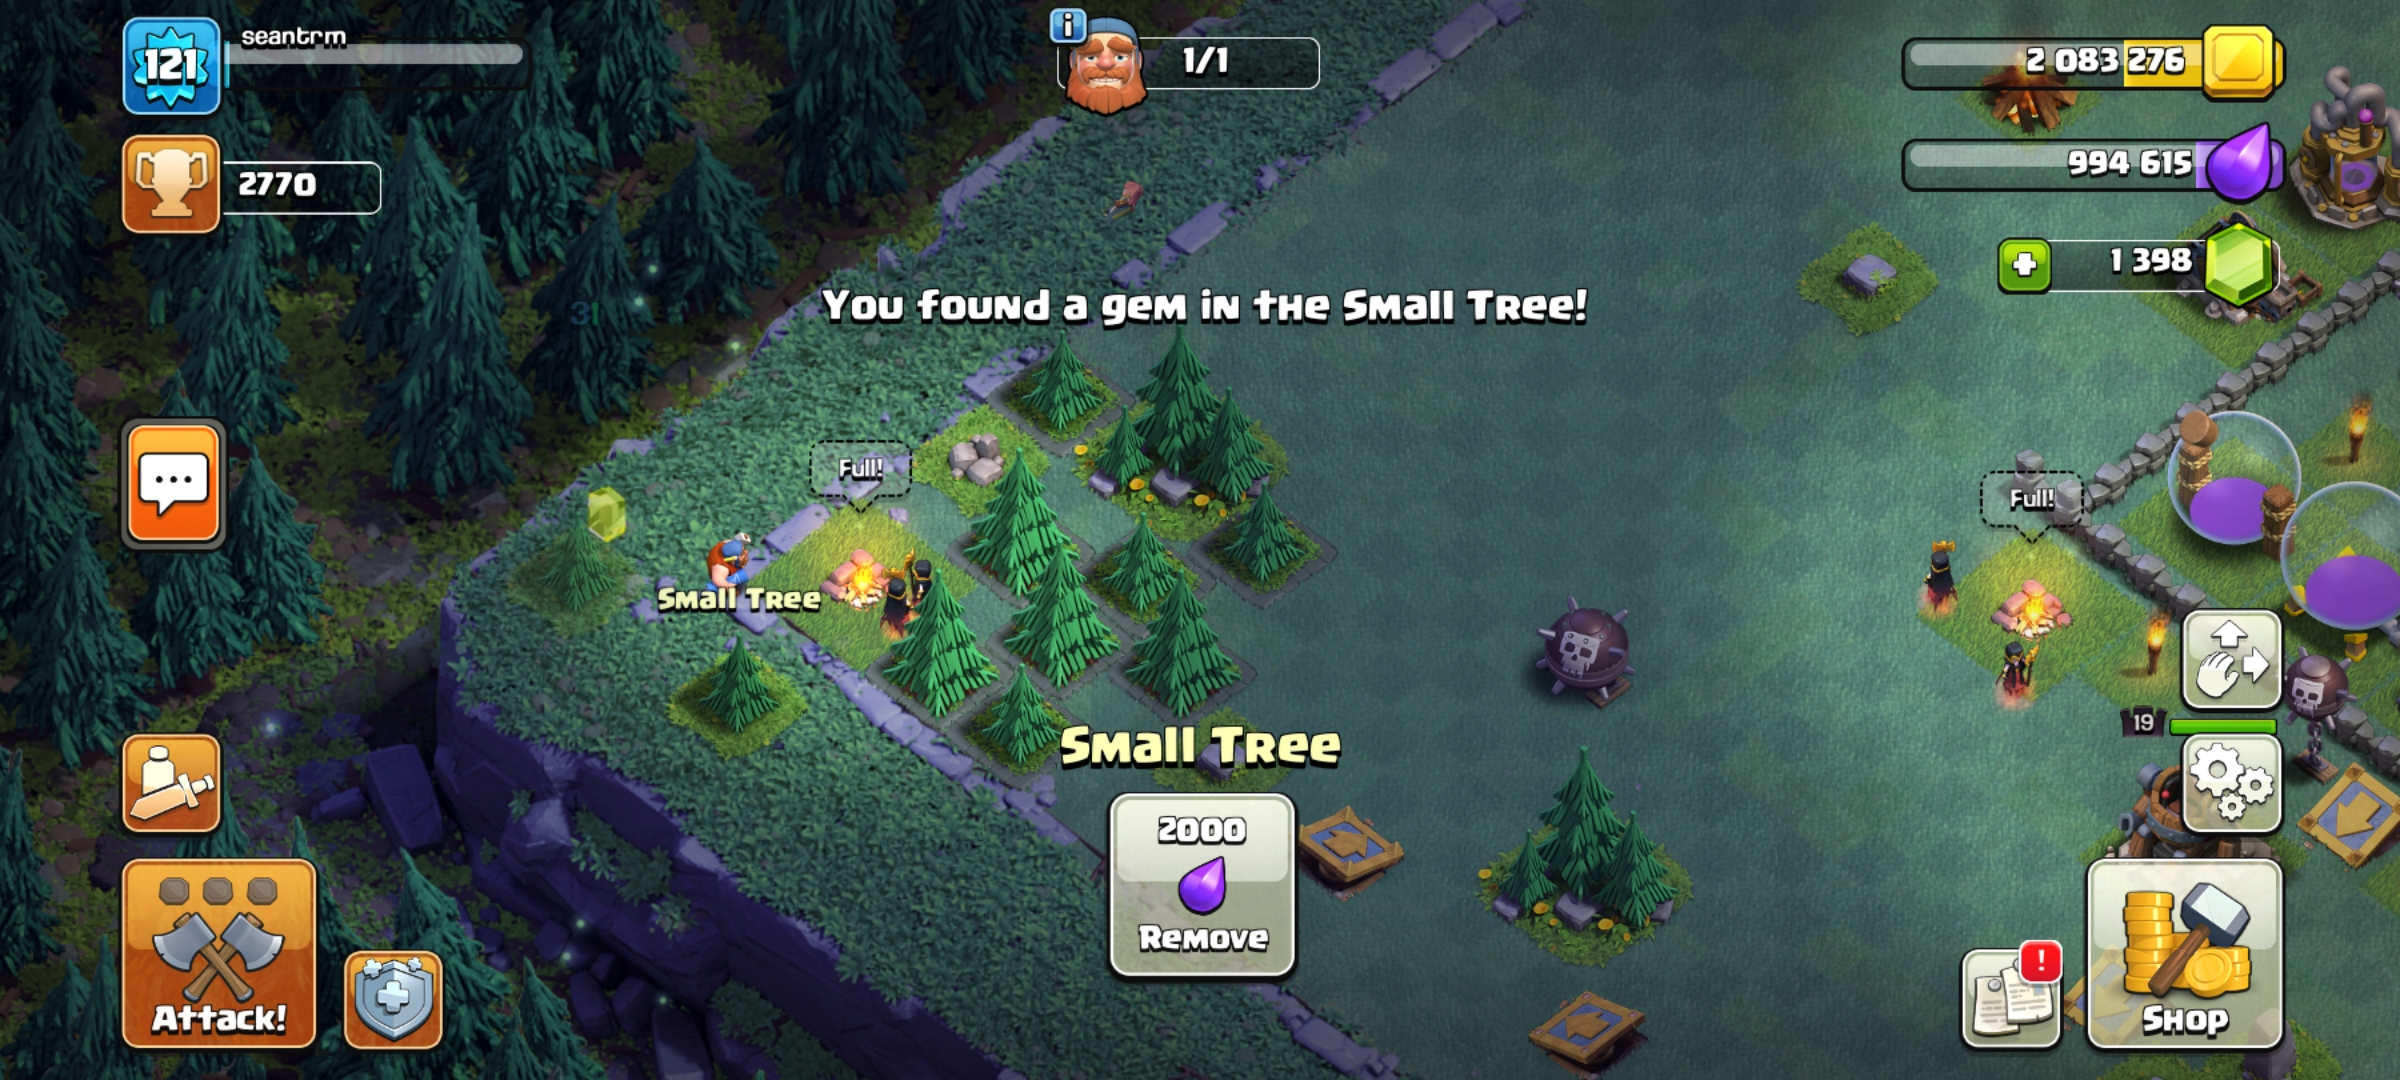 121
seantrm
1/1
2 083 276
994 615
2770
1 398
You found a gem in the Small Tree!
Full!
Full!
Small Tree
19
Small Tree
2000
Remove
Attack!
!
Shop